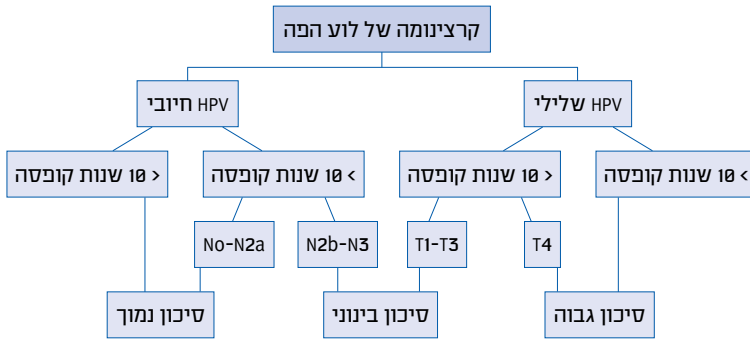 קרצינומה של לוע הפה
HPV שלילי
HPV חיובי
> 10 שנות קופסה
< 10 שנות קופסה
> 10 שנות קופסה
< 10 שנות קופסה
T4
T1-T3
N2b-N3
No-N2a
סיכון גבוה
סיכון בינוני
סיכון נמוך